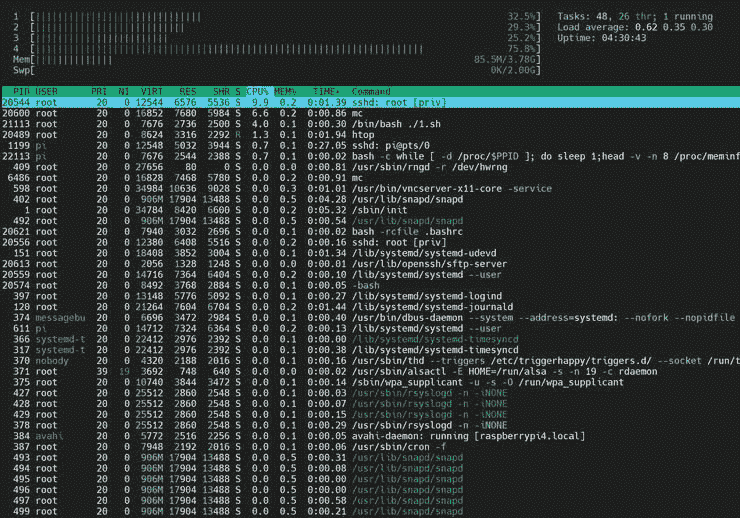 1 [||||||||||||||||||||||||||||||||| 32.5%] Tasks: 48, 26 thr; 1 running
2 [|||||||||||||||||||||||||||||| 29.3%] Load average: 0.62 0.35 0.30
3 [|||||||||||||||||||||||||| 25.2%] Uptime: 04:30:43
4 [|||||||||||||||||||||||||||||||||||||||||||||||||||||||||||||||||||||||||||| 75.8%]
Mem[||||||||||||||| 85.5M/3.78G]
Swp[ 0K/2.00G]
PID USER PRI NI VIRT RES SHR S CPU% MEM% TIME+ Command
20544 root 20 0 12544 6576 5536 S 9.9 0.2 0:01.39 sshd: root [priv]
20600 root 20 0 16852 7680 5984 S 6.6 0.2 0:00.86 mc
21113 root 20 0 7676 2736 2500 S 4.0 0.1 0:00.30 /bin/bash ./1.sh
20489 root 20 0 8624 3316 2292 R 1.3 0.1 0:01.94 htop
1199 pi 20 0 12548 5032 3944 S 0.7 0.1 0:27.05 sshd: pi@pts/0
22113 pi 20 0 7676 2544 2388 S 0.7 0.1 0:00.02 bash -c while [ -d /proc/$PPID ]; do sleep 1;head -v -n 8 /proc/meminf
409 root 20 0 27656 80 0 S 0.0 0.0 0:00.81 /usr/sbin/rngd -r /dev/hwrng
6486 root 20 0 16828 7468 5780 S 0.0 0.2 0:00.91 mc
598 root 20 0 34984 10636 9028 S 0.0 0.3 0:01.01 /usr/bin/vncserver-x11-core -service
402 root 20 0 906M 17904 13488 S 0.0 0.5 0:04.28 /usr/lib/snapd/snapd
1 root 20 0 34784 8420 6600 S 0.0 0.2 0:05.32 /sbin/init
492 root 20 0 906M 17904 13488 S 0.0 0.5 0:00.54 /usr/lib/snapd/snapd
20621 root 20 0 7940 3032 2696 S 0.0 0.1 0:00.02 bash -rcfile .bashrc
20556 root 20 0 12380 6408 5516 S 0.0 0.2 0:00.16 sshd: root [priv]
151 root 20 0 18408 3852 3004 S 0.0 0.1 0:01.34 /lib/systemd/systemd-udevd
20613 root 20 0 2056 1328 1248 S 0.0 0.0 0:00.03 /usr/lib/openssh/sftp-server
20559 root 20 0 14716 7364 6404 S 0.0 0.2 0:00.10 /lib/systemd/systemd --user
20574 root 20 0 8492 3768 2884 S 0.0 0.1 0:00.05 -bash
397 root 20 0 13148 5776 5092 S 0.0 0.1 0:00.27 /lib/systemd/systemd-logind
120 root 20 0 21264 7604 6704 S 0.0 0.2 0:01.44 /lib/systemd/systemd-journald
374 messagebu 20 0 6696 3472 2984 S 0.0 0.1 0:00.40 /usr/bin/dbus-daemon --system --address=systemd: --nofork --nopidfile
611 pi 20 0 14712 7324 6364 S 0.0 0.2 0:00.13 /lib/systemd/systemd --user
366 systemd-t 20 0 22412 2976 2392 S 0.0 0.1 0:00.00 /lib/systemd/systemd-timesyncd
317 systemd-t 20 0 22412 2976 2392 S 0.0 0.1 0:00.38 /lib/systemd/systemd-timesyncd
370 nobody 20 0 4320 2188 2016 S 0.0 0.1 0:00.16 /usr/sbin/thd --triggers /etc/triggerhappy/triggers.d/ --socket /run/t
371 root 39 19 3692 748 640 S 0.0 0.0 0:00.02 /usr/sbin/alsactl -E HOME=/run/alsa -s -n 19 -c rdaemon
375 root 20 0 10740 3844 3472 S 0.0 0.1 0:00.14 /sbin/wpa_supplicant -u -s -O /run/wpa_supplicant
427 root 20 0 25512 2860 2548 S 0.0 0.1 0:00.03 /usr/sbin/rsyslogd -n -iNONE
428 root 20 0 25512 2860 2548 S 0.0 0.1 0:00.07 /usr/sbin/rsyslogd -n -iNONE
429 root 20 0 25512 2860 2548 S 0.0 0.1 0:00.15 /usr/sbin/rsyslogd -n -iNONE
378 root 20 0 25512 2860 2548 S 0.0 0.1 0:00.29 /usr/sbin/rsyslogd -n -iNONE
384 avahi 20 0 5772 2516 2256 S 0.0 0.1 0:00.05 avahi-daemon: running [raspberrypi4.local]
387 root 20 0 7948 2192 2016 S 0.0 0.1 0:00.06 /usr/sbin/cron -f
493 root 20 0 906M 17904 13488 S 0.0 0.5 0:00.31 /usr/lib/snapd/snapd
494 root 20 0 906M 17904 13488 S 0.0 0.5 0:00.08 /usr/lib/snapd/snapd
495 root 20 0 906M 17904 13488 S 0.0 0.5 0:00.00 /usr/lib/snapd/snapd
496 root 20 0 906M 17904 13488 S 0.0 0.5 0:00.00 /usr/lib/snapd/snapd
497 root 20 0 906M 17904 13488 S 0.0 0.5 0:00.58 /usr/lib/snapd/snapd
499 root 20 0 906M 17904 13488 S 0.0 0.5 0:00.21 /usr/lib/snapd/snapd